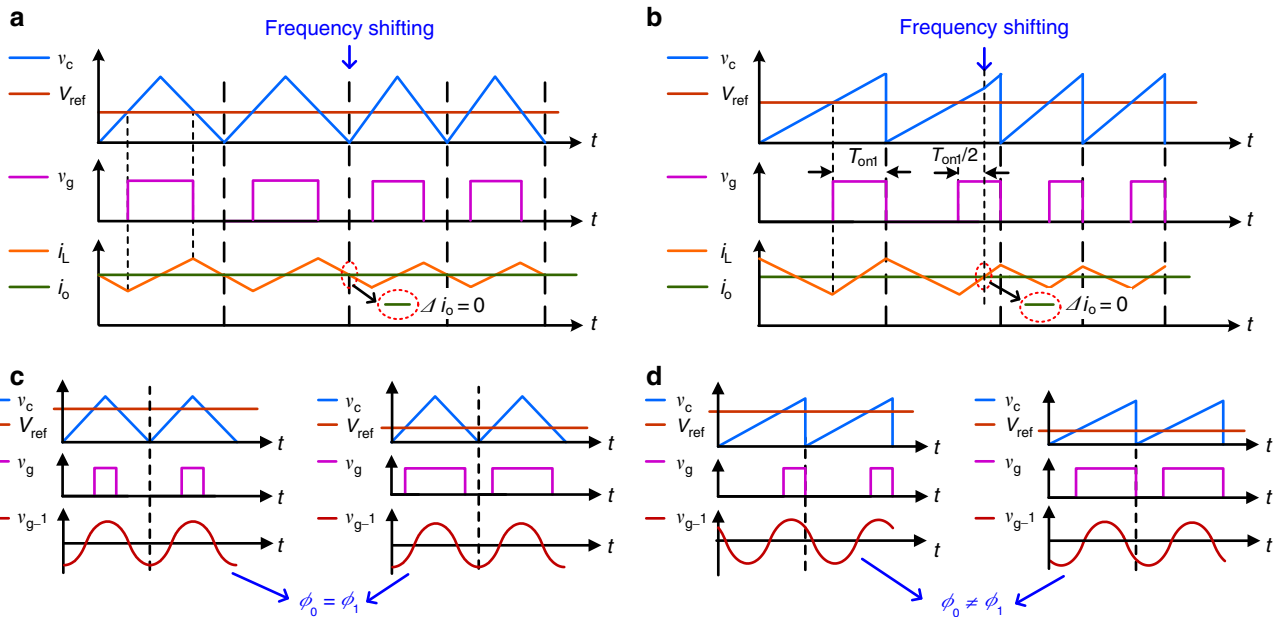 a
Frequency shifting
v_c
V_ref
t
v_g
t
i_L
i_o
Δ i_o = 0
t
b
Frequency shifting
v_c
V_ref
t
T_on1
T_on1/2
v_g
t
i_L
i_o
Δ i_o = 0
t
c
v_c
V_ref
t
v_g
t
v_g–1
t
v_c
V_ref
t
v_g
t
v_g–1
t
ϕ_0 = ϕ_1
d
v_c
V_ref
t
v_g
t
v_g–1
t
v_c
V_ref
t
v_g
t
v_g–1
t
ϕ_0 ≠ ϕ_1